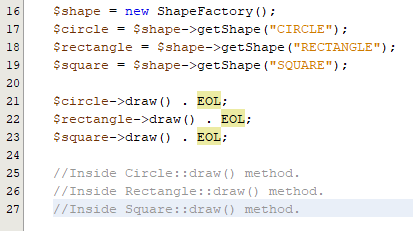 16 $shape = new ShapeFactory();
17 $circle = $shape->getShape("CIRCLE");
18 $rectangle = $shape->getShape("RECTANGLE");
19 $square = $shape->getShape("SQUARE");
20
21 $circle->draw() . EOL;
22 $rectangle->draw() . EOL;
23 $square->draw() . EOL;
24
25 //Inside Circle::draw() method.
26 //Inside Rectangle::draw() method.
27 //Inside Square::draw() method.